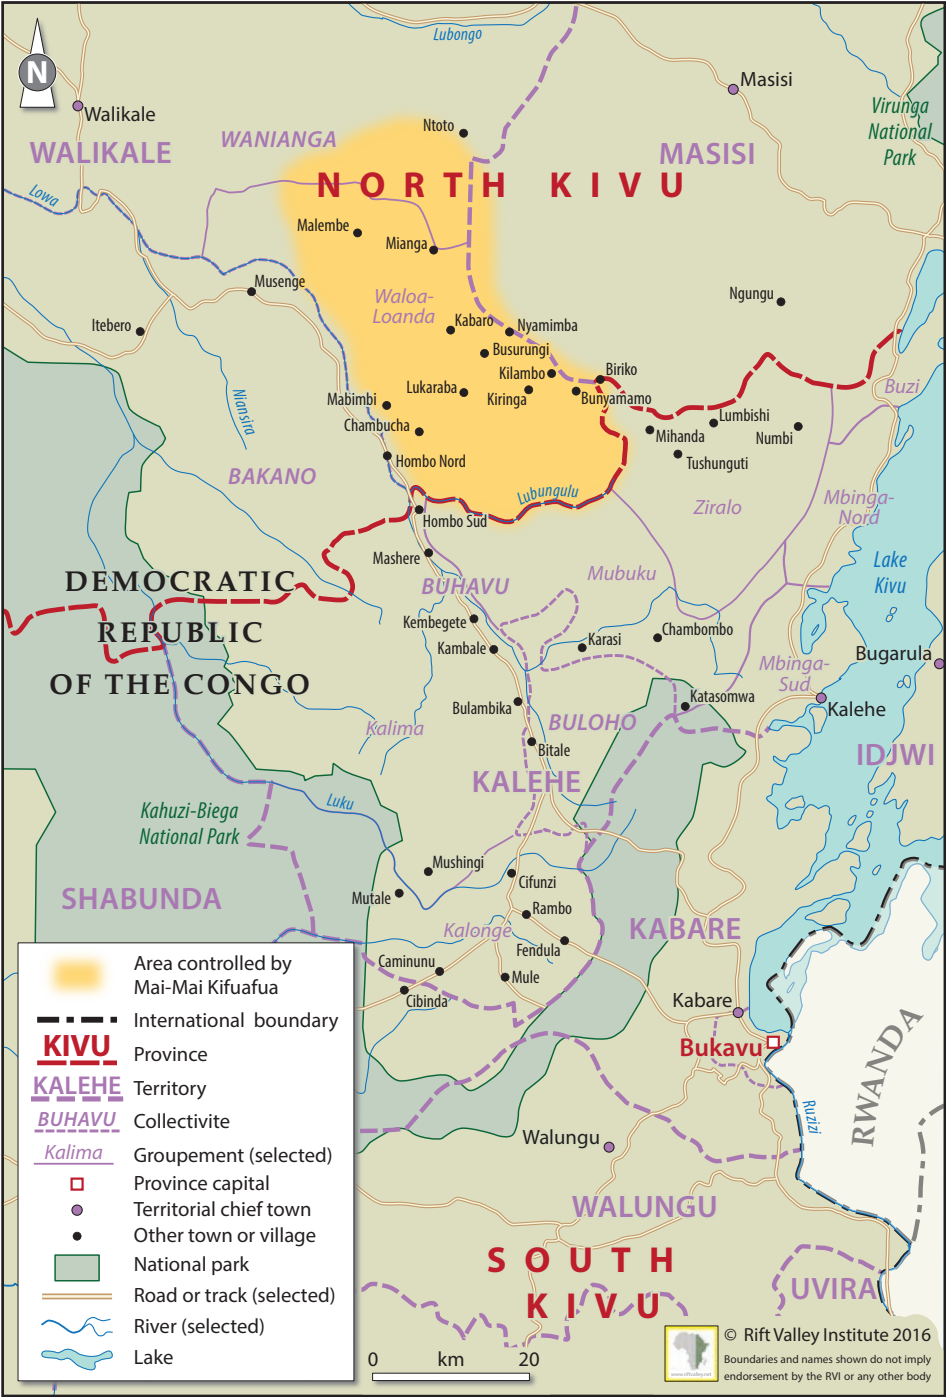 Lubongo
N
Masisi
Walikale
Virunga
National
Park
Ntoto
WANIANGA
WALIKALE
MASISI
NORTH KIVU
Lowa
Malembe
Mianga
Musenge
Ngungu
Waloa-
Loanda
Kabaro
Nyamimba
Itebero
Busurungi
Kilambo
Biriko
Buzi
Niansira
Lukaraba
Mabimbi
Kiringa
Bunyamamo
Lumbishi
Chambucha
Mihanda
Numbi
Hombo Nord
Tushunguti
BAKANO
Lubungulu
Ziralo
Mbinga-
Nord
Hombo Sud
Mashere
Lake
Kivu
DEMOCRATIC
REPUBLIC
OF THE CONGO
BUHAVU
Mubuku
Kembegete
Chambombo
Karasi
Kambale
Bugarula
Mbinga-
Sud
Katasomwa
Bulambika
Kalehe
Kalima
BULOHO
Bitale
IDJWI
KALEHE
Luku
Kahuzi-Biega
National Park
Mushingi
Cifunzi
SHABUNDA
Mutale
Rambo
Kalonge
KABARE
Fendula
Caminunu
Mule
Cibinda
Kabare
Bukavu
RWANDA
Ruzizi
Walungu
WALUNGU
SOUTH
KIVU
UVIRA
Area controlled by
Mai-Mai Kifuafua
International boundary
KIVU Province
KALEHE Territory
BUHAVU Collectivite
Kalima Groupement (selected)
Province capital
Territorial chief town
Other town or village
National park
Road or track (selected)
River (selected)
Lake
0 km 20
www.riftvalley.net
© Rift Valley Institute 2016
Boundaries and names shown do not imply
endorsement by the RVI or any other body